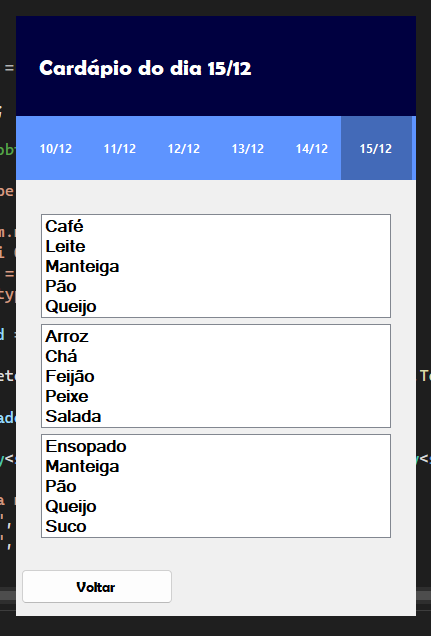 Cardápio do dia 15/12
10/12 11/12 12/12 13/12 14/12 15/12
Café
Leite
Manteiga
Pão
Queijo
Arroz
Chá
Feijão
Peixe
Salada
Ensopado
Manteiga
Pão
Queijo
Suco
Voltar